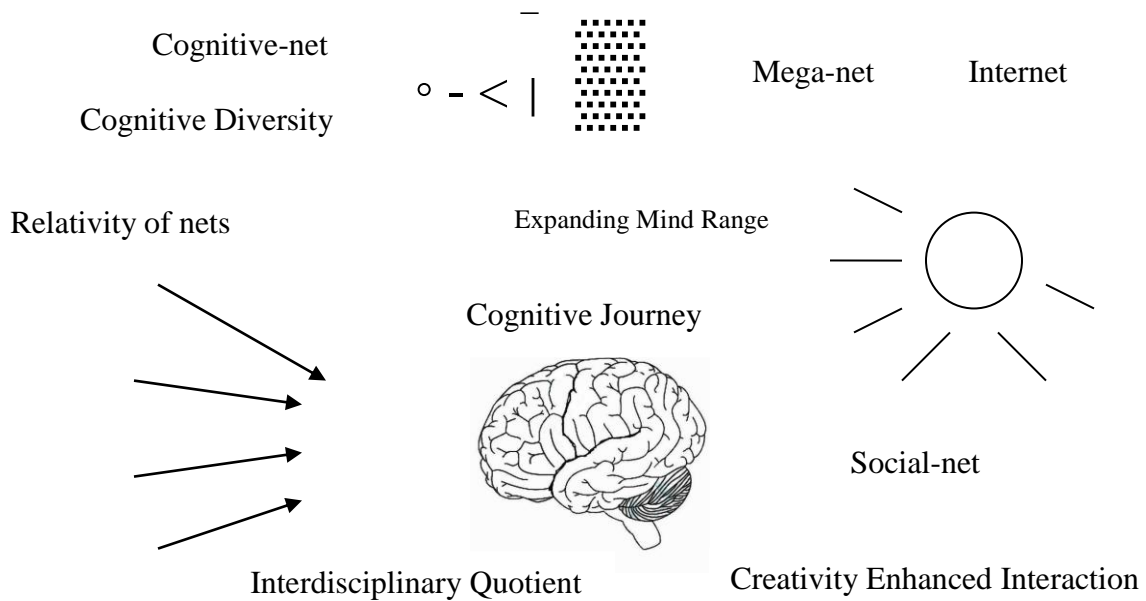 Cognitive-net
Mega-net
Internet
Cognitive Diversity
Relativity of nets
Expanding Mind Range
Cognitive Journey
Social-net
Interdisciplinary Quotient
Creativity Enhanced Interaction